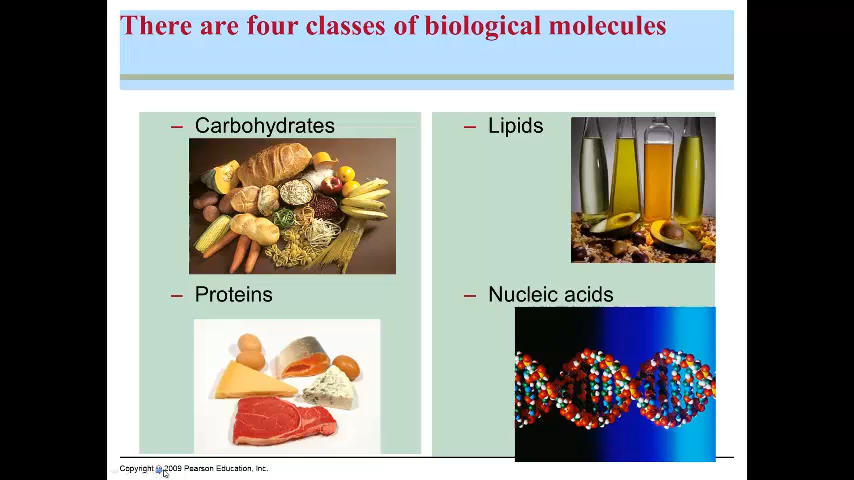 There are four classes of biological molecules
– Carbohydrates
– Lipids
– Proteins
– Nucleic acids
Copyright © 2009 Pearson Education, Inc.